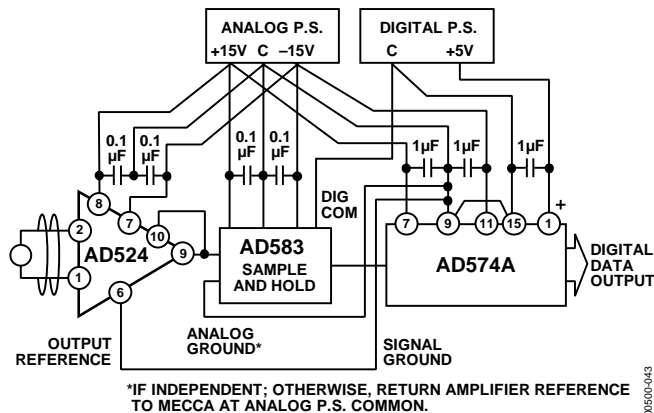 ANALOG P.S.
+15V C –15V
DIGITAL P.S.
C +5V
0.1 µF
0.1 µF
0.1 µF
0.1 µF
1µF
1µF
1µF
+
DIG COM
8
7
10
2
1
9
6
AD524
AD583
SAMPLE
AND HOLD
7
9
11
15
1
AD574A
DIGITAL
DATA
OUTPUT
OUTPUT
REFERENCE
ANALOG
GROUND*
SIGNAL
GROUND
*IF INDEPENDENT; OTHERWISE, RETURN AMPLIFIER REFERENCE
TO MECCA AT ANALOG P.S. COMMON.
00500-043